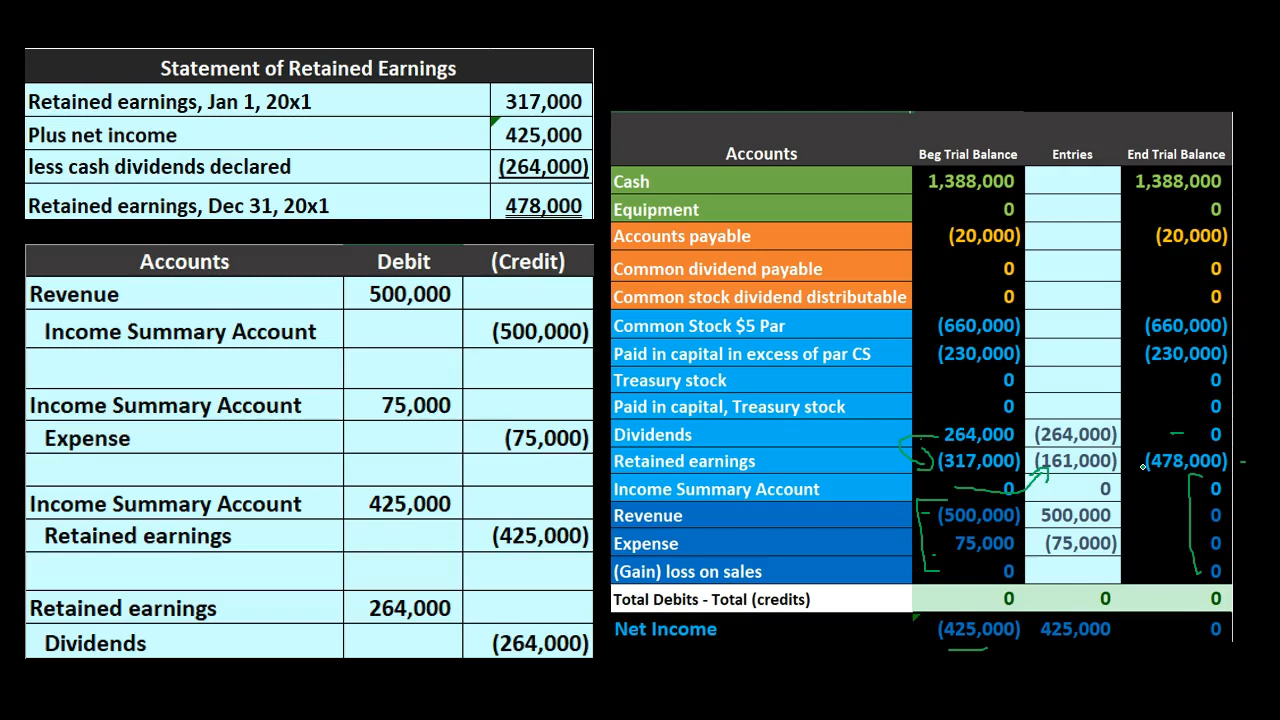 Statement of Retained Earnings
Retained earnings, Jan 1, 20x1 317,000
Plus net income 425,000
less cash dividends declared (264,000)
Retained earnings, Dec 31, 20x1 478,000
Accounts Debit (Credit)
Revenue 500,000
Income Summary Account (500,000)
Income Summary Account 75,000
Expense (75,000)
Income Summary Account 425,000
Retained earnings (425,000)
Retained earnings 264,000
Dividends (264,000)
Accounts Beg Trial Balance Entries End Trial Balance
Cash 1,388,000 1,388,000
Equipment 0 0
Accounts payable (20,000) (20,000)
Common dividend payable 0 0
Common stock dividend distributable 0 0
Common Stock $5 Par (660,000) (660,000)
Paid in capital in excess of par CS (230,000) (230,000)
Treasury stock 0 0
Paid in capital, Treasury stock 0 0
Dividends 264,000 (264,000) 0
Retained earnings (317,000) (161,000) (478,000)
Income Summary Account 0 0 0
Revenue (500,000) 500,000 0
Expense 75,000 (75,000) 0
(Gain) loss on sales 0 0
Total Debits - Total (credits) 0 0 0
Net Income (425,000) 425,000 0